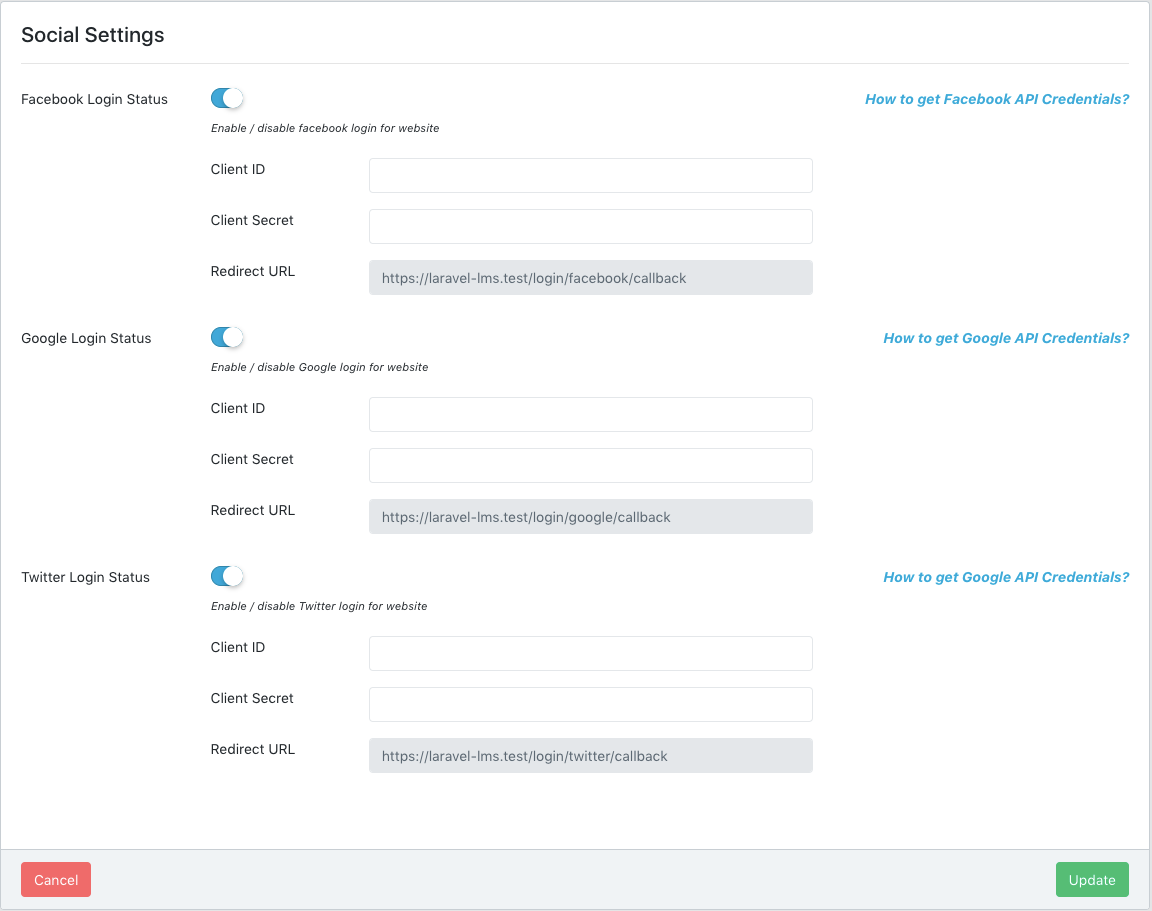 Social Settings
Facebook Login Status
How to get Facebook API Credentials?
Enable / disable facebook login for website
Client ID
Client Secret
Redirect URL
https://laravel-lms.test/login/facebook/callback
Google Login Status
How to get Google API Credentials?
Enable / disable Google login for website
Client ID
Client Secret
Redirect URL
https://laravel-lms.test/login/google/callback
Twitter Login Status
How to get Google API Credentials?
Enable / disable Twitter login for website
Client ID
Client Secret
Redirect URL
https://laravel-lms.test/login/twitter/callback
Cancel
Update